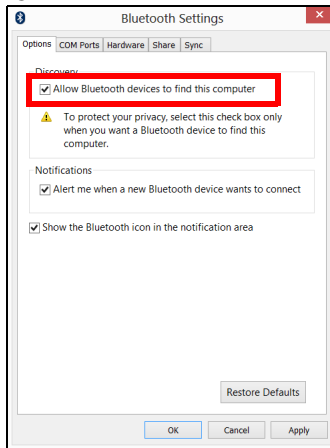 Bluetooth Settings
Options COM Ports Hardware Share Sync
Discovery
Allow Bluetooth devices to find this computer
To protect your privacy, select this check box only
when you want a Bluetooth device to find this
computer.
Notifications
Alert me when a new Bluetooth device wants to connect
Show the Bluetooth icon in the notification area
Restore Defaults
OK Cancel Apply